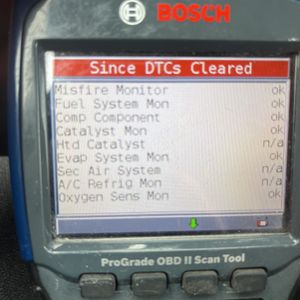 BOSCH
Since DTCs Cleared
Misfire Monitor ok
Fuel System Mon ok
Comp Component ok
Catalyst Mon ok
Htd Catalyst n/a
Evap System Mon ok
Sec Air System n/a
A/C Refrig Mon n/a
Oxygen Sens Mon ok
ProGrade OBD II Scan Tool